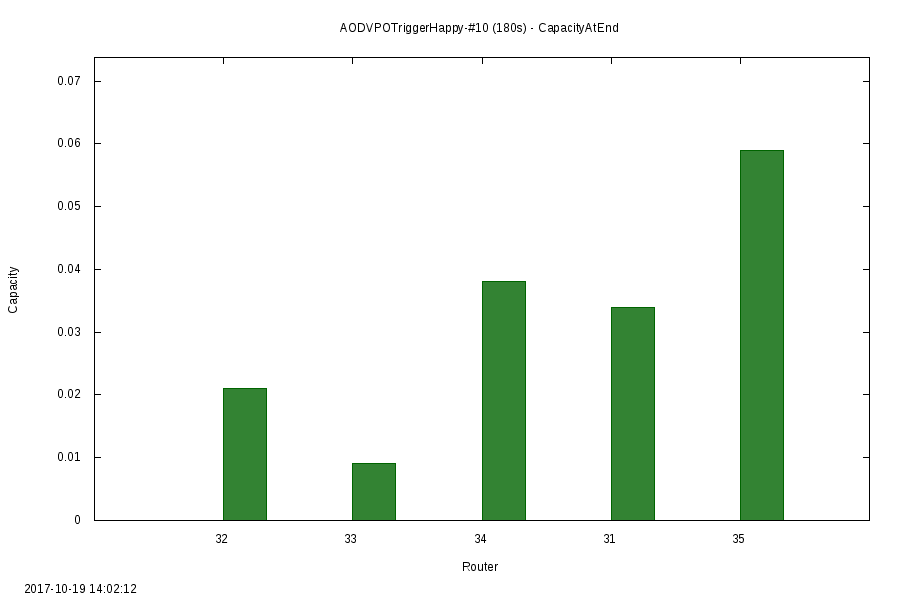 AODVPOTriggerHappy-#10 (180s) - CapacityAtEnd
0.07
0.06
0.05
0.04
0.03
0.02
0.01
0
Capacity
32 33 34 31 35
Router
2017-10-19 14:02:12